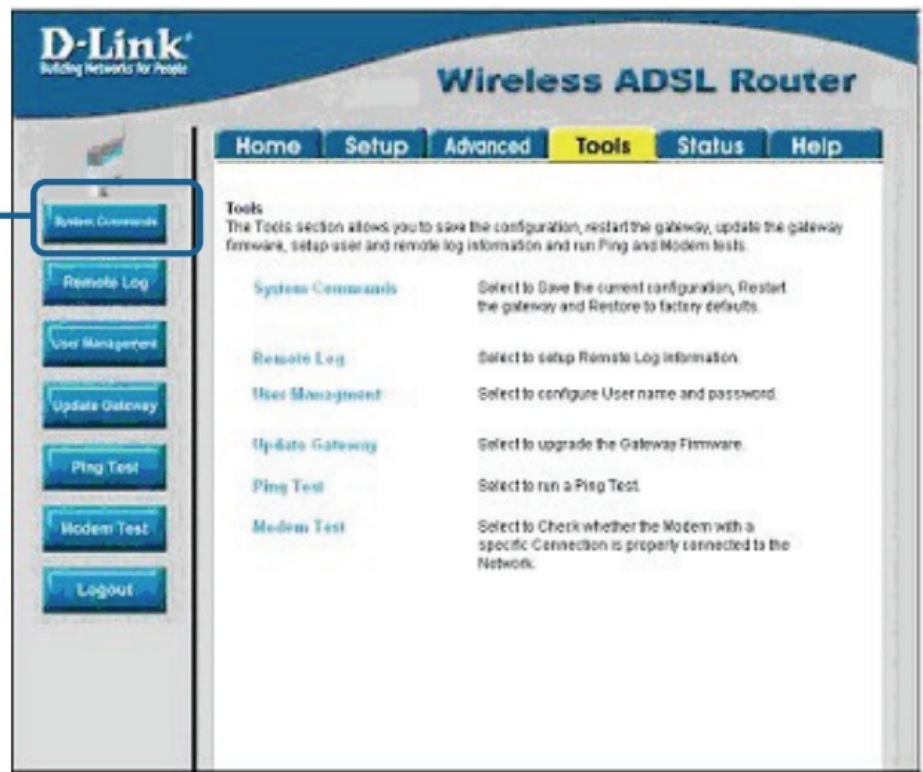 D-Link
Building Networks for People
Wireless ADSL Router
Home Setup Advanced Tools Status Help
System Commands
Remote Log
User Management
Update Gateway
Ping Test
Modem Test
Logout
Tools
The Tools section allows you to save the configuration, restart the gateway, update the gateway
firmware, setup user and remote log information and run Ping and Modem tests.
System Commands Select to Save the current configuration, Restart
the gateway and Restore to factory defaults.
Remote Log Select to setup Remote Log Information.
User Managment Select to configure User name and password.
Update Gateway Select to upgrade the Gateway Firmware.
Ping Test Select to run a Ping Test.
Modem Test Select to Check whether the Modem with a
specific Connection is properly connected to the
Network.